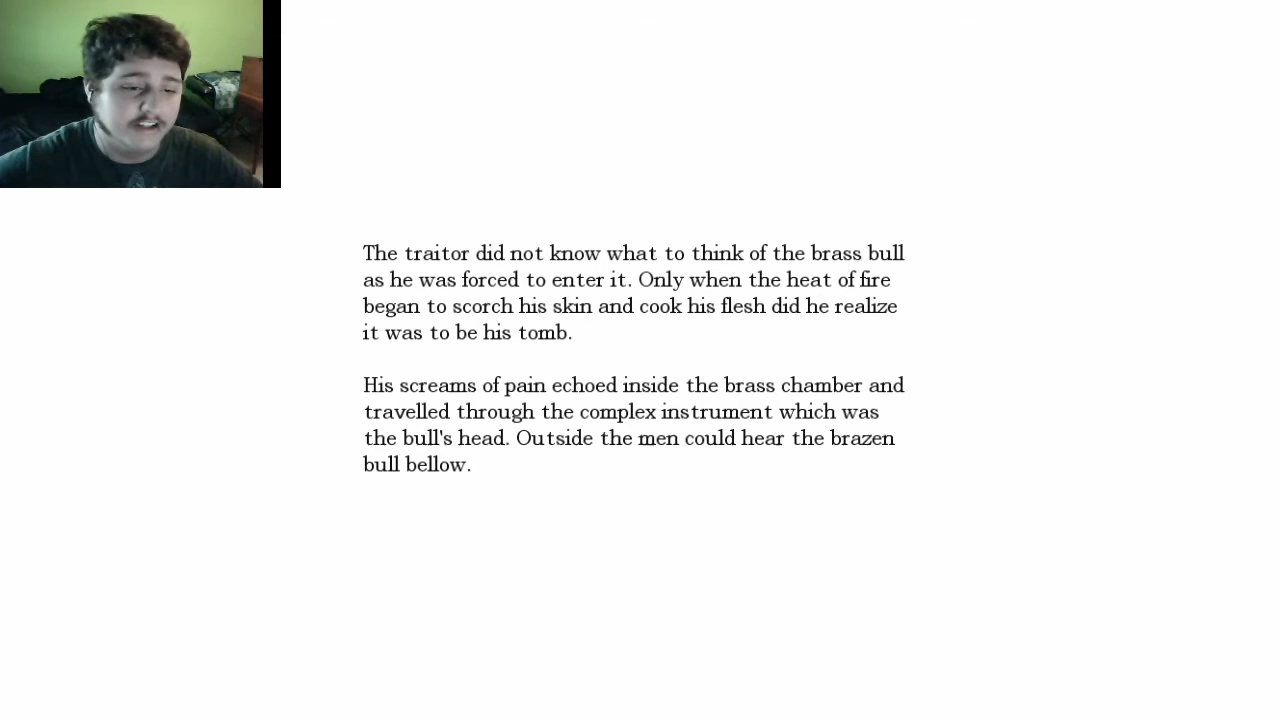 The traitor did not know what to think of the brass bull
as he was forced to enter it. Only when the heat of fire
began to scorch his skin and cook his flesh did he realize
it was to be his tomb.
His screams of pain echoed inside the brass chamber and
travelled through the complex instrument which was
the bull's head. Outside the men could hear the brazen
bull bellow.